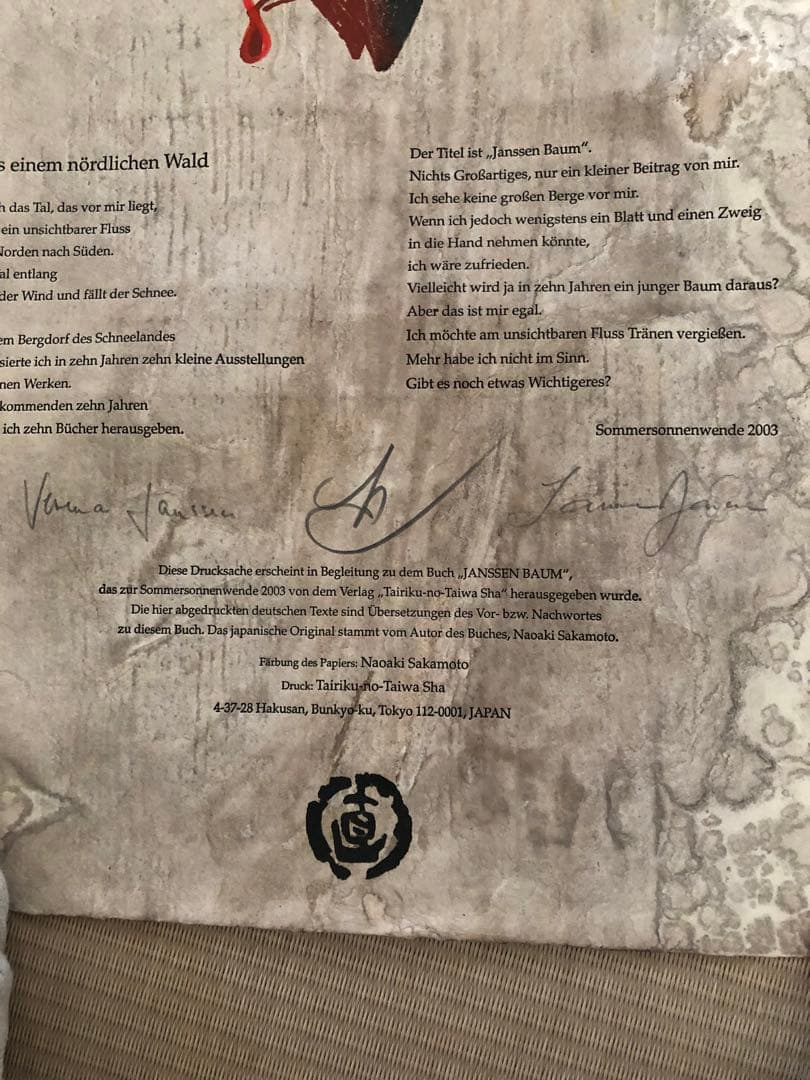 s einem nördlichen Wald
h das Tal, das vor mir liegt,
ein unsichtbarer Fluss
Norden nach Süden.
al entlang
der Wind und fällt der Schnee.
em Bergdorf des Schneelandes
sierte ich in zehn Jahren zehn kleine Ausstellungen
nen Werken.
kommenden zehn Jahren
ich zehn Bücher herausgeben.
Der Titel ist „Janssen Baum“.
Nichts Großartiges, nur ein kleiner Beitrag von mir.
Ich sehe keine großen Berge vor mir.
Wenn ich jedoch wenigstens ein Blatt und einen Zweig
in die Hand nehmen könnte,
ich wäre zufrieden.
Vielleicht wird ja in zehn Jahren ein junger Baum daraus?
Aber das ist mir egal.
Ich möchte am unsichtbaren Fluss Tränen vergießen.
Mehr habe ich nicht im Sinn.
Gibt es noch etwas Wichtigeres?
Sommersonnenwende 2003
Verena Janssen
Diese Drucksache erscheint in Begleitung zu dem Buch „JANSSEN BAUM“,
das zur Sommersonnenwende 2003 von dem Verlag „Tairiku-no-Taiwa Sha“ herausgegeben wurde.
Die hier abgedruckten deutschen Texte sind Übersetzungen des Vor- bzw. Nachwortes
zu diesem Buch. Das japanische Original stammt vom Autor des Buches, Naoaki Sakamoto.
Färbung des Papiers: Naoaki Sakamoto
Druck: Tairiku-no-Taiwa Sha
4-37-28 Hakusan, Bunkyo-ku, Tokyo 112-0001, JAPAN
直